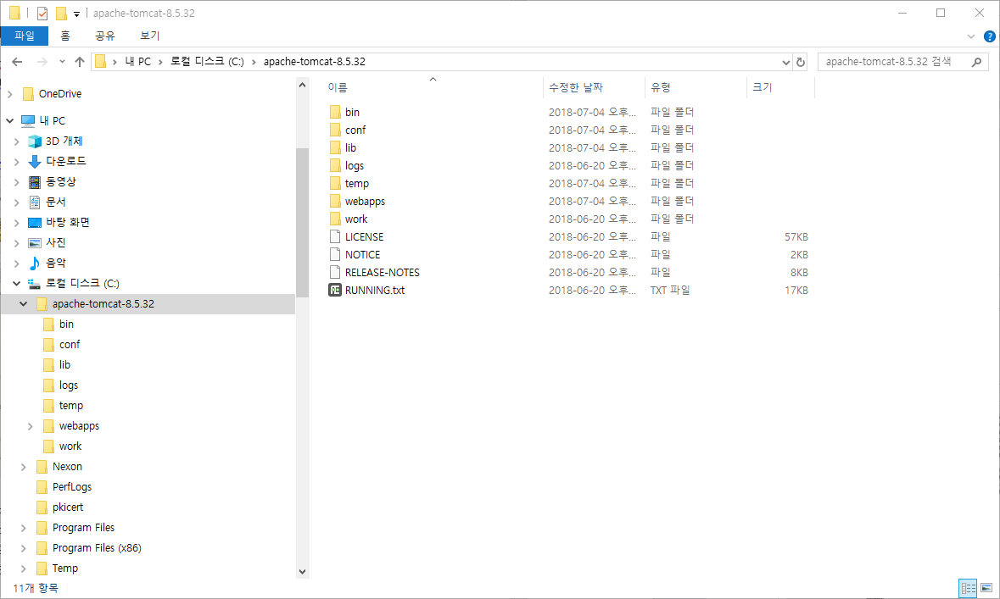 apache-tomcat-8.5.32
파일 홈 공유 보기
내 PC 로컬 디스크 (C:) apache-tomcat-8.5.32 apache-tomcat-8.5.32 검색
OneDrive
내 PC
3D 개체
다운로드
동영상
문서
바탕 화면
사진
음악
로컬 디스크 (C:)
apache-tomcat-8.5.32
bin
conf
lib
logs
temp
webapps
work
Nexon
PerfLogs
pkicert
Program Files
Program Files (x86)
Temp
이름 수정한 날짜 유형 크기
bin 2018-07-04 오후... 파일 폴더
conf 2018-07-04 오후... 파일 폴더
lib 2018-07-04 오후... 파일 폴더
logs 2018-06-20 오후... 파일 폴더
temp 2018-07-04 오후... 파일 폴더
webapps 2018-07-04 오후... 파일 폴더
work 2018-06-20 오후... 파일 폴더
LICENSE 2018-06-20 오후... 파일 57KB
NOTICE 2018-06-20 오후... 파일 2KB
RELEASE-NOTES 2018-06-20 오후... 파일 8KB
RUNNING.txt 2018-06-20 오후... TXT 파일 17KB
11개 항목